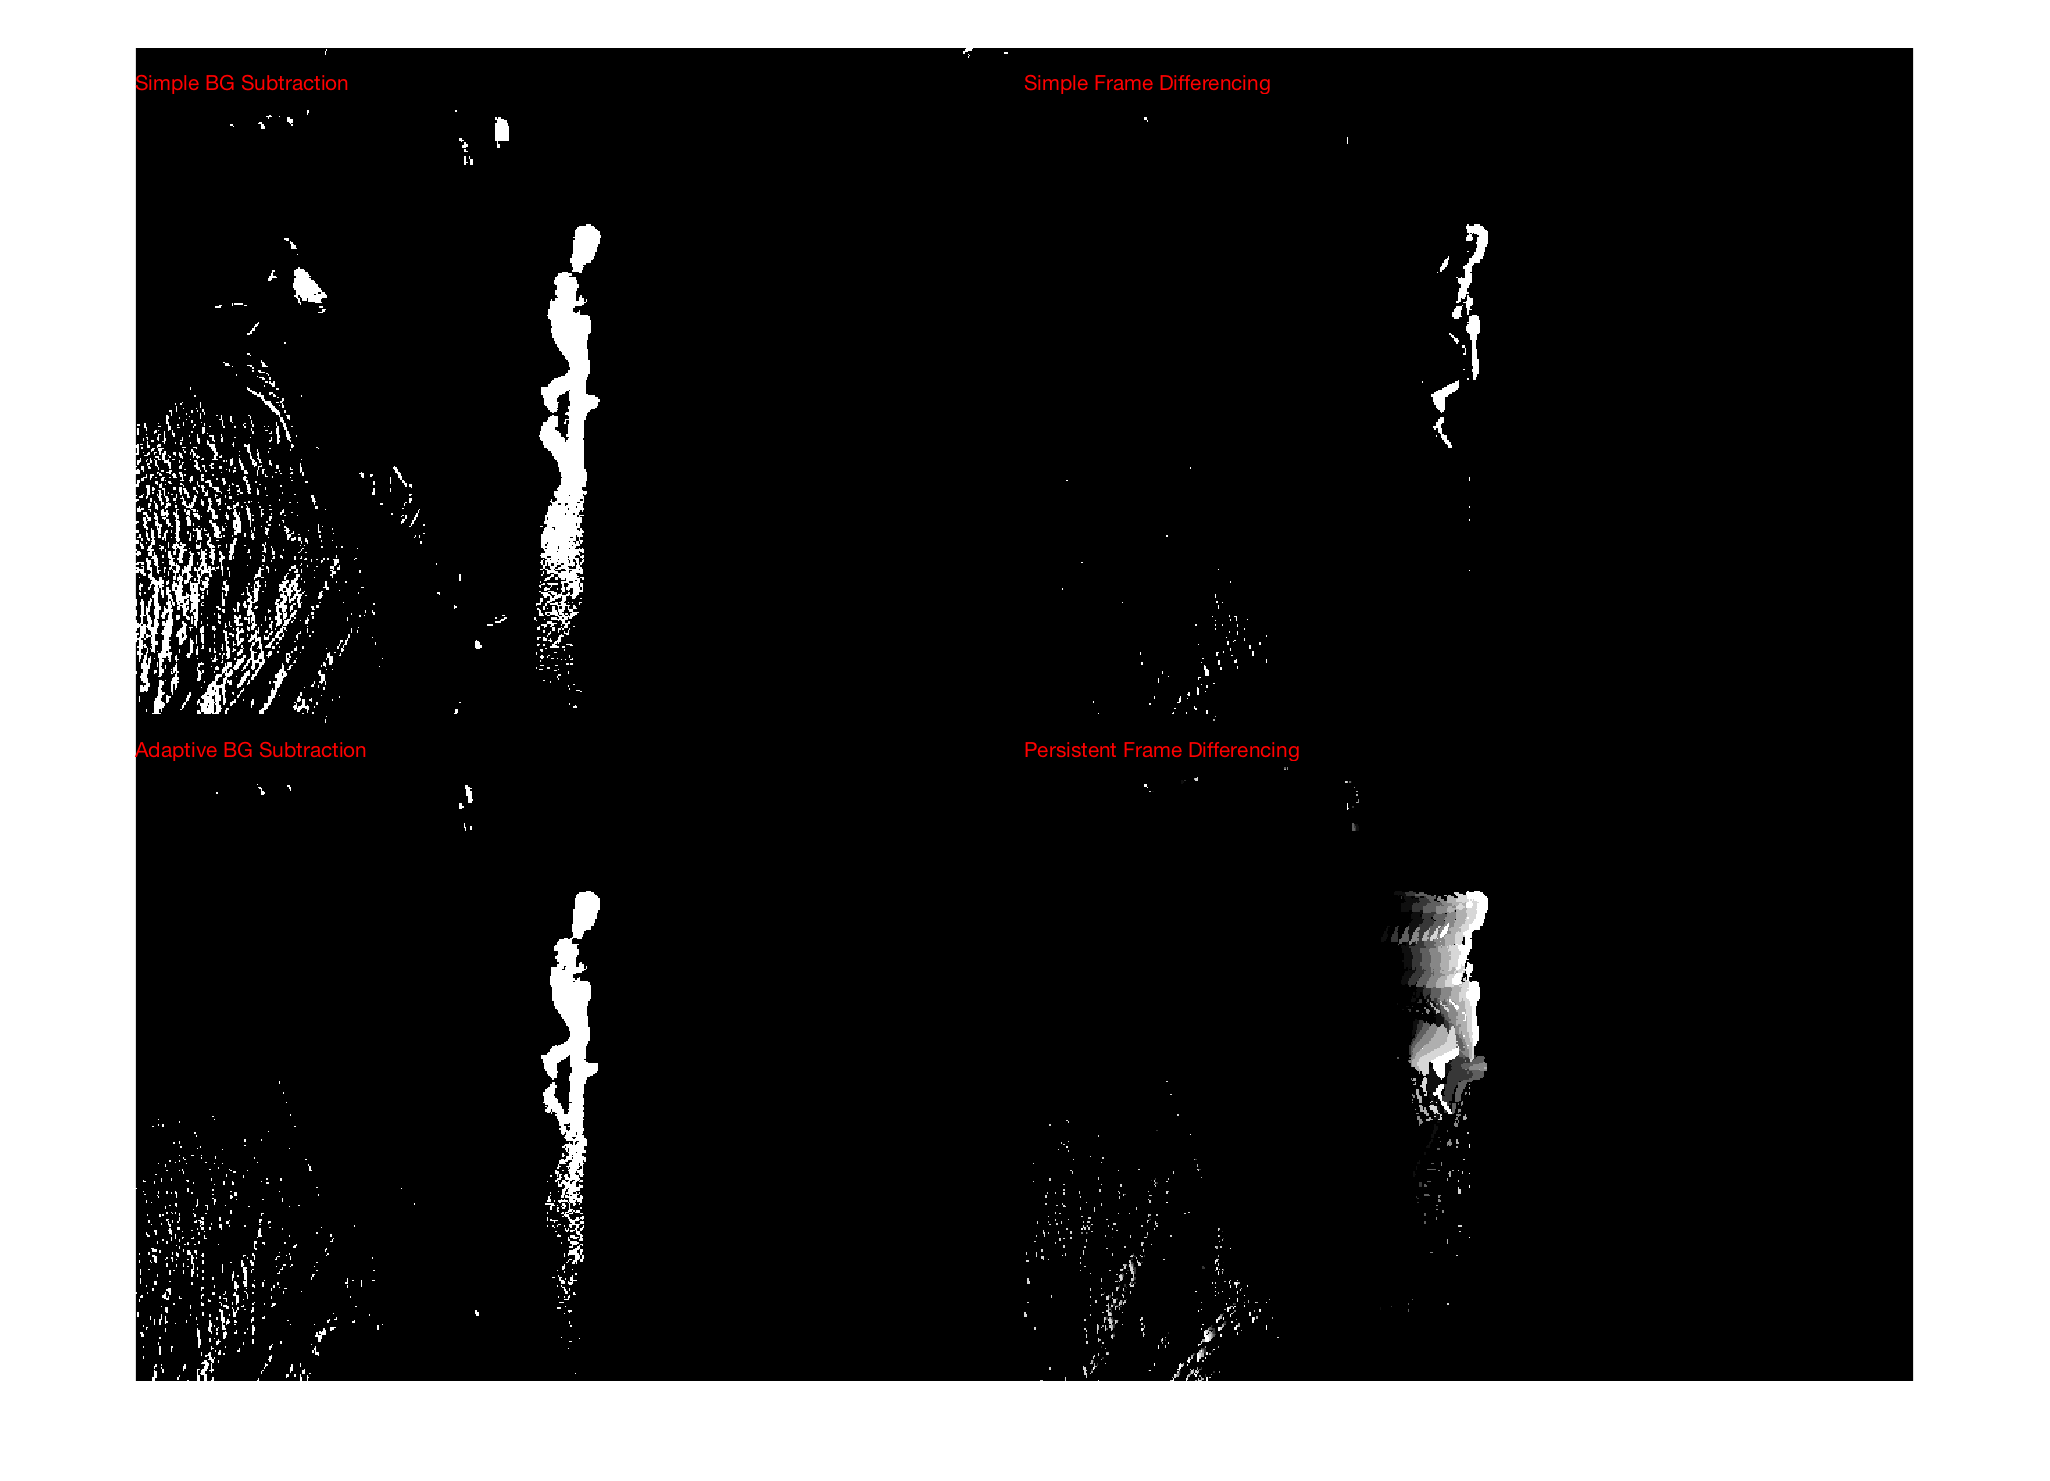 Simple BG Subtraction
Simple Frame Differencing
Adaptive BG Subtraction
Persistent Frame Differencing